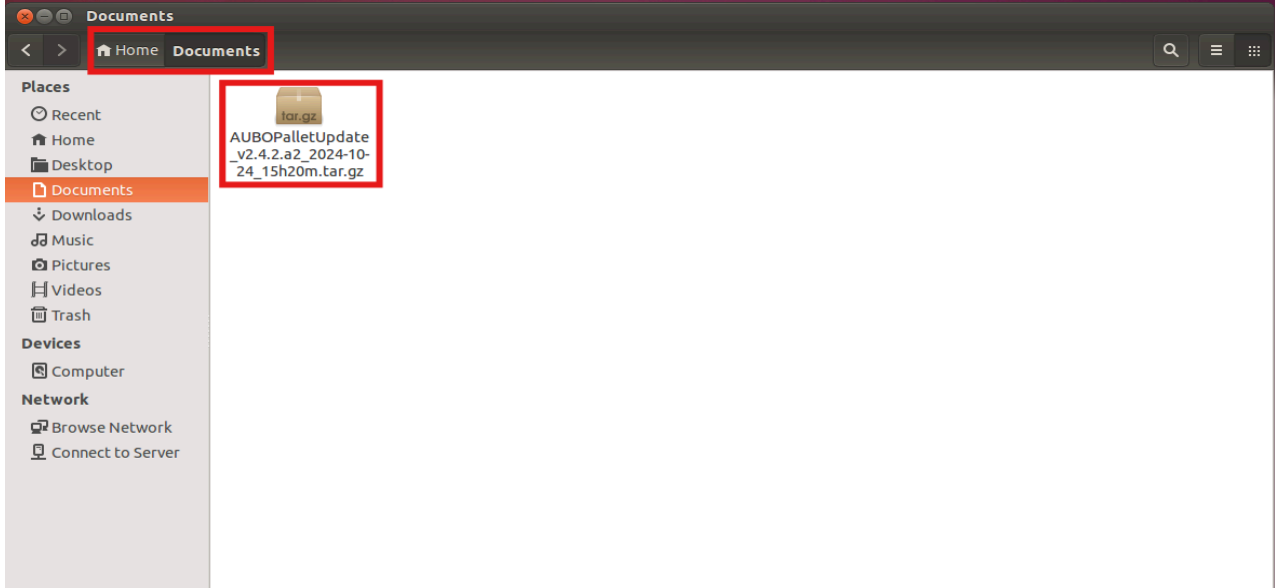 Documents
Home Documents
Places
Recent
Home
Desktop
Documents
Downloads
Music
Pictures
Videos
Trash
Devices
Computer
Network
Browse Network
Connect to Server
tar.gz
AUBOPalletUpdate
_v2.4.2.a2_2024-10-
24_15h20m.tar.gz